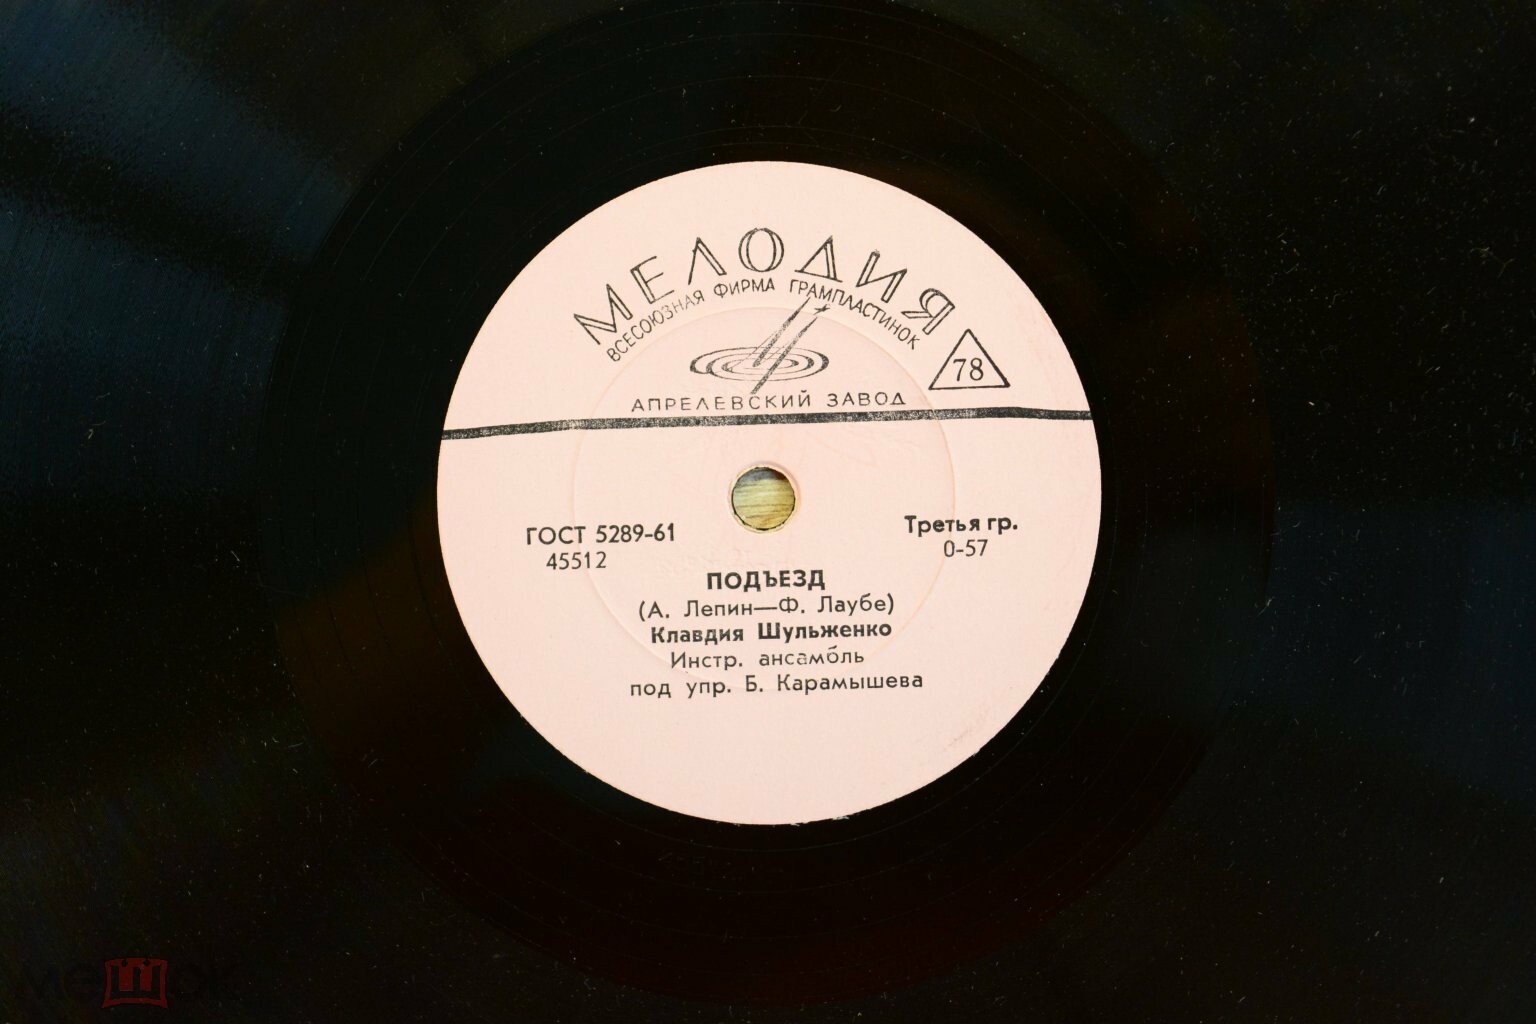 МЕЛОДИЯ
ВСЕСОЮЗНАЯ ФИРМА ГРАМПЛАСТИНОК
78
АПРЕЛЕВСКИЙ ЗАВОД
ГОСТ 5289-61
45512
Третья гр.
0-57
ПОДЪЕЗД
(А. Лепин—Ф. Лаубе)
Клавдия Шульженко
Инстр. ансамбль
под упр. Б. Карамышева
мешок